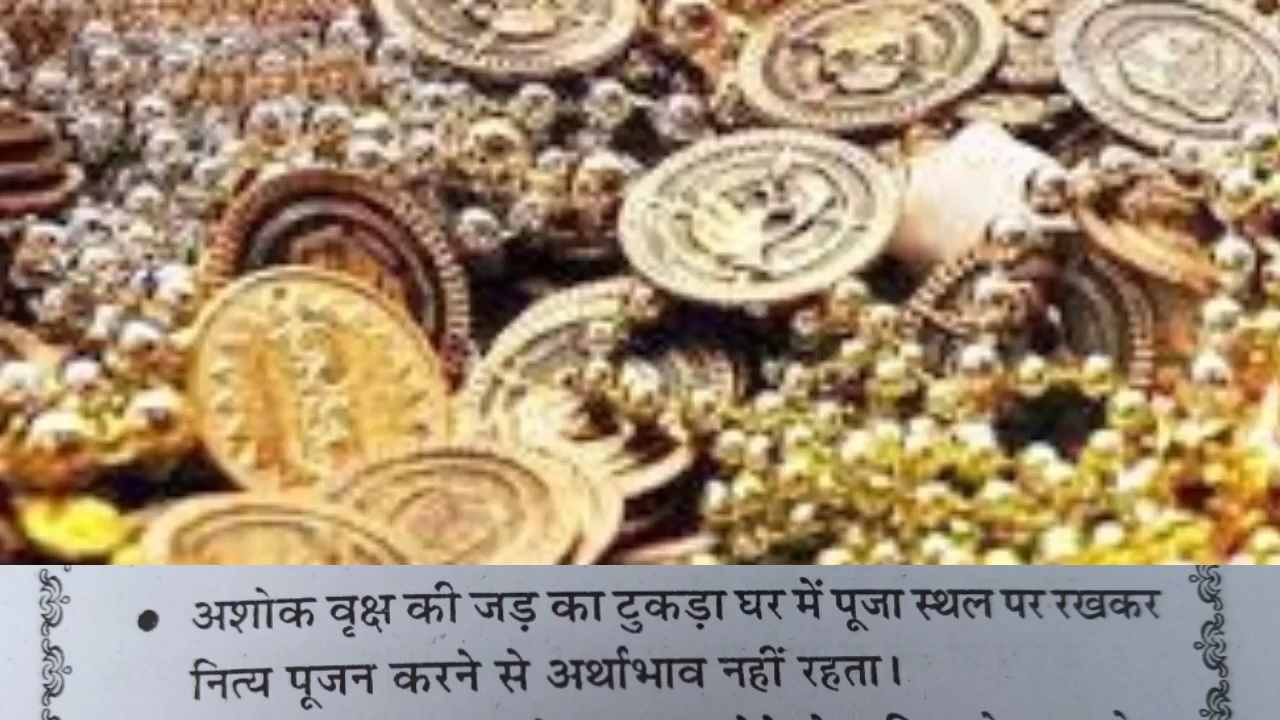 • अशोक वृक्ष की जड़ का टुकड़ा घर में पूजा स्थल पर रखकर
नित्य पूजन करने से अर्थाभाव नहीं रहता।